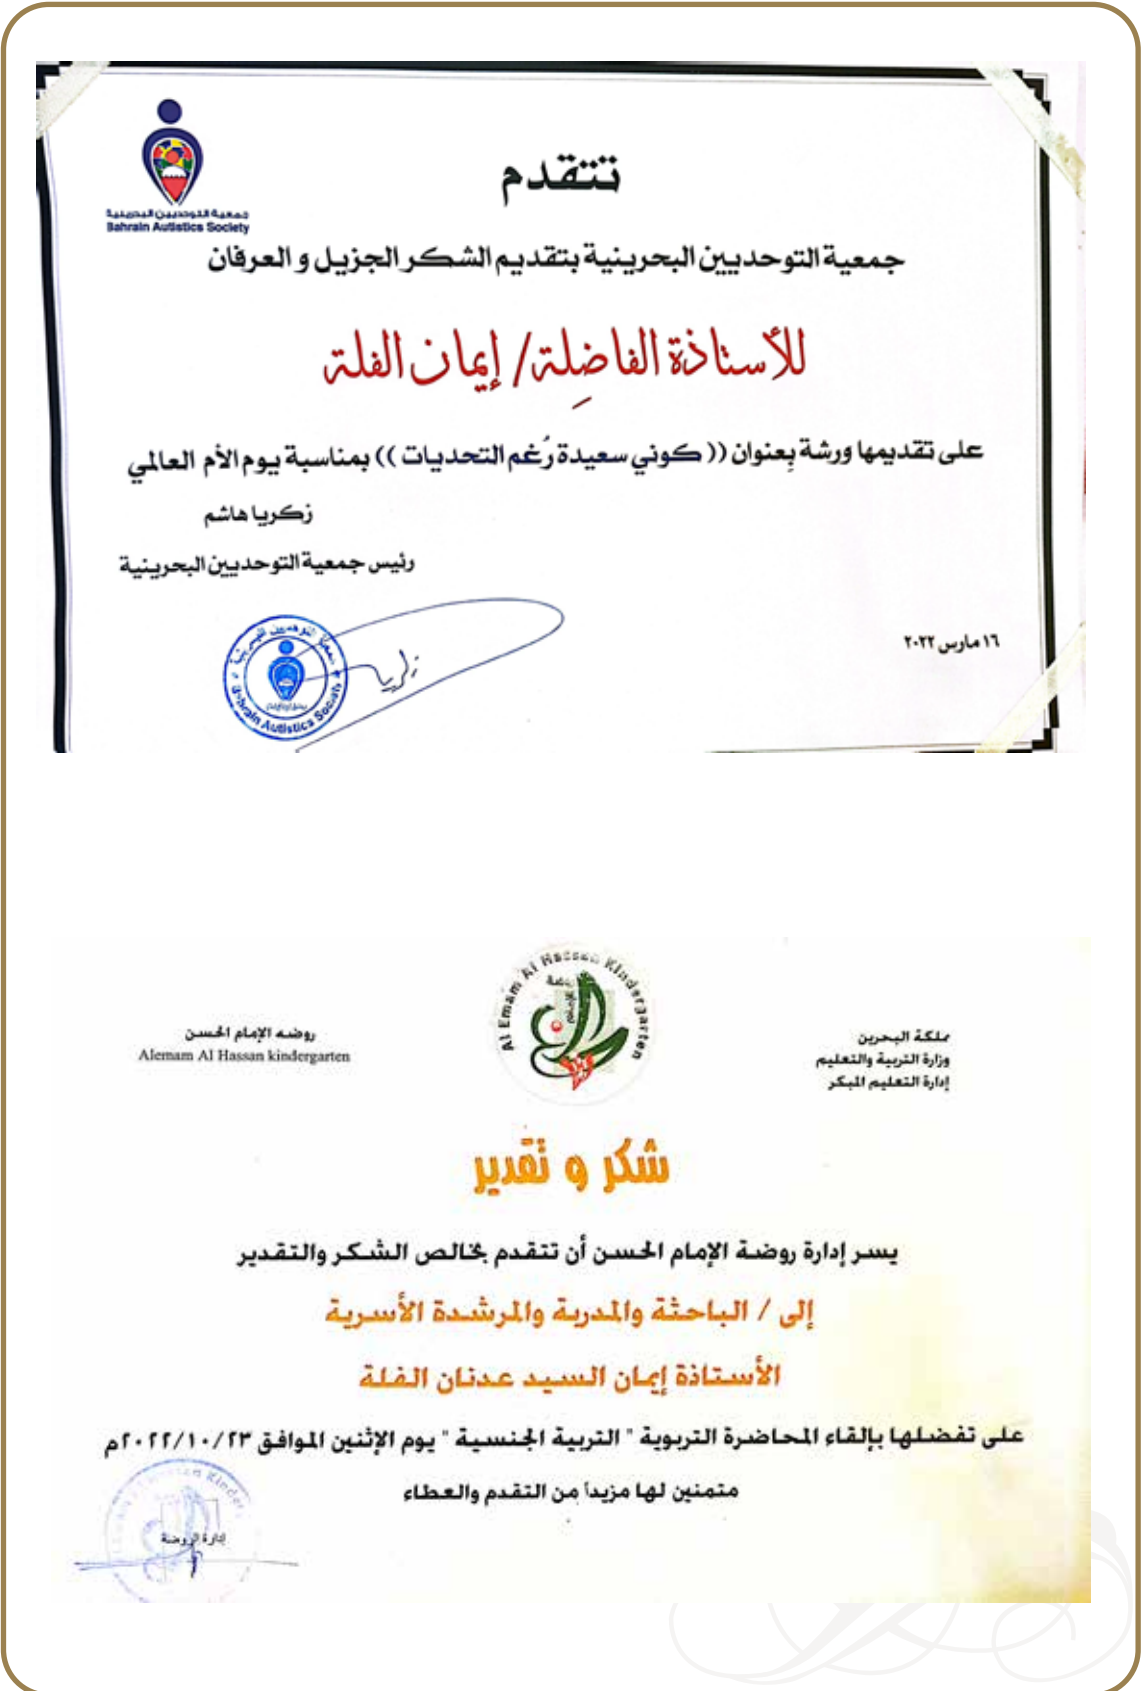 جمعية التوحديين البحرينية
Bahrain Autistics Society
تتقدم
جمعية التوحديين البحرينية بتقديم الشكر الجزيل و العرفان
للأستاذة الفاضِلة/ إيمان الفلة
على تقديمها ورشة بِعنوان (( كوني سعيدة رُغم التحديات )) بمناسبة يوم الأم العالمي
زكريا هاشم
رئيس جمعية التوحديين البحرينية
١٦ مارس ٢٠٢٢
جمعية التوحديين البحرينية
Bahrain Autistics Society
زكريا
Al Emam Al Hassan Kindergarten
روضه الإمام الحسن
Alemam Al Hassan kindergarten
مملكة البحرين
وزارة التربية والتعليم
إدارة التعليم المبكر
شكر و تقدير
يسر إدارة روضة الإمام الحسن أن تتقدم بخالص الشكر والتقدير
إلى / الباحثة والمدربة والمرشدة الأسرية
الأستاذة إيمان السيد عدنان الفلة
على تفضلها بإلقاء المحاضرة التربوية " التربية الجنسية " يوم الإثنين الموافق ٢٠٢٢/١٠/٢٣م
متمنين لها مزيداً من التقدم والعطاء
إدارة الروضة